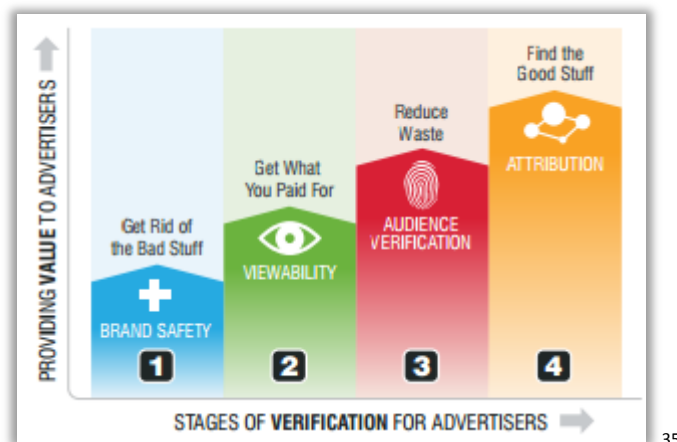 PROVIDING VALUE TO ADVERTISERS
Get Rid of
the Bad Stuff
BRAND SAFETY
1
Get What
You Paid For
VIEWABILITY
2
Reduce
Waste
AUDIENCE
VERIFICATION
3
Find the
Good Stuff
ATTRIBUTION
4
STAGES OF VERIFICATION FOR ADVERTISERS
35